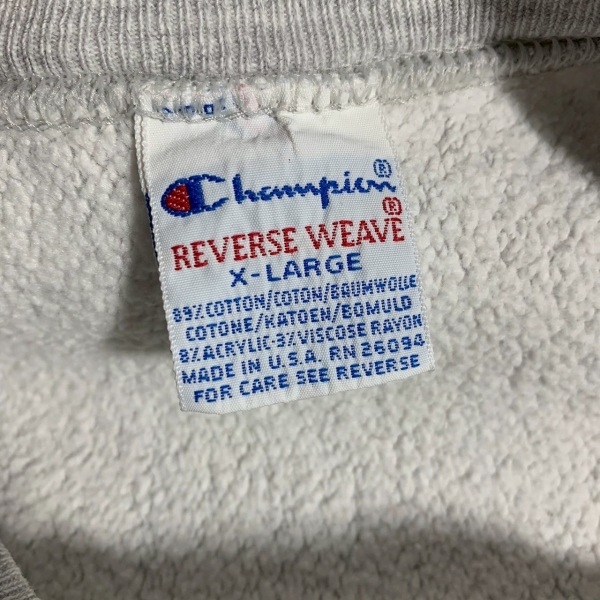 Champion®
REVERSE WEAVE®
X-LARGE
89% COTTON/COTON/BAUMWOLLE
COTONE/KATOEN/BOMULD
8% ACRYLIC-3% VISCOSE RAYON
MADE IN U.S.A. RN 26094
FOR CARE SEE REVERSE